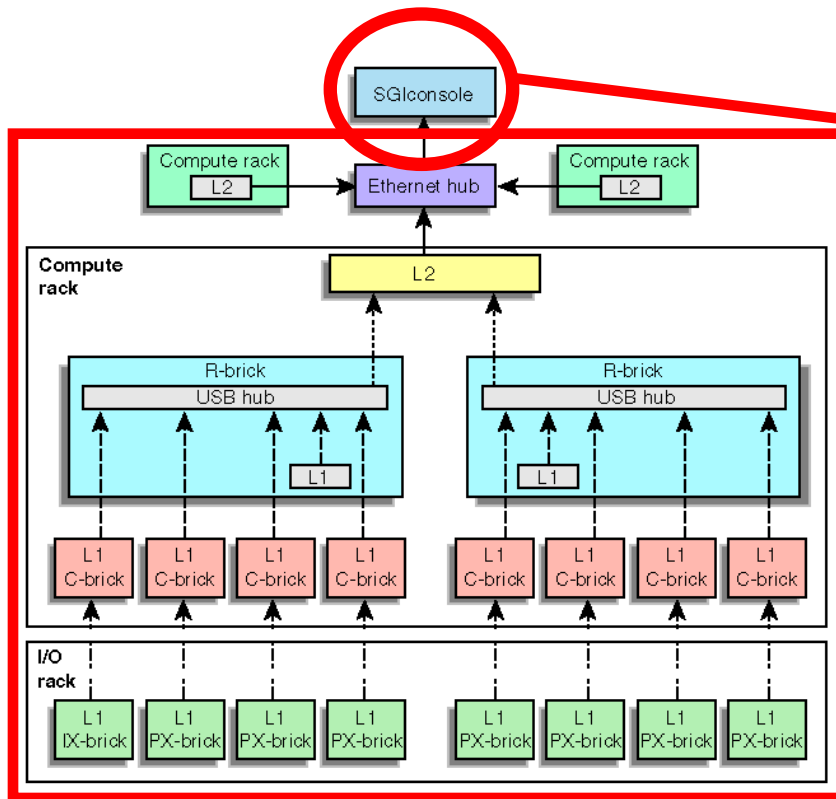 SGIconsole
Compute rack
L2
Ethernet hub
Compute rack
L2
Compute
rack
L2
R-brick
USB hub
L1
R-brick
USB hub
L1
L1
C-brick
L1
C-brick
L1
C-brick
L1
C-brick
L1
C-brick
L1
C-brick
L1
C-brick
L1
C-brick
I/O
rack
L1
IX-brick
L1
PX-brick
L1
PX-brick
L1
PX-brick
L1
PX-brick
L1
PX-brick
L1
PX-brick
L1
PX-brick